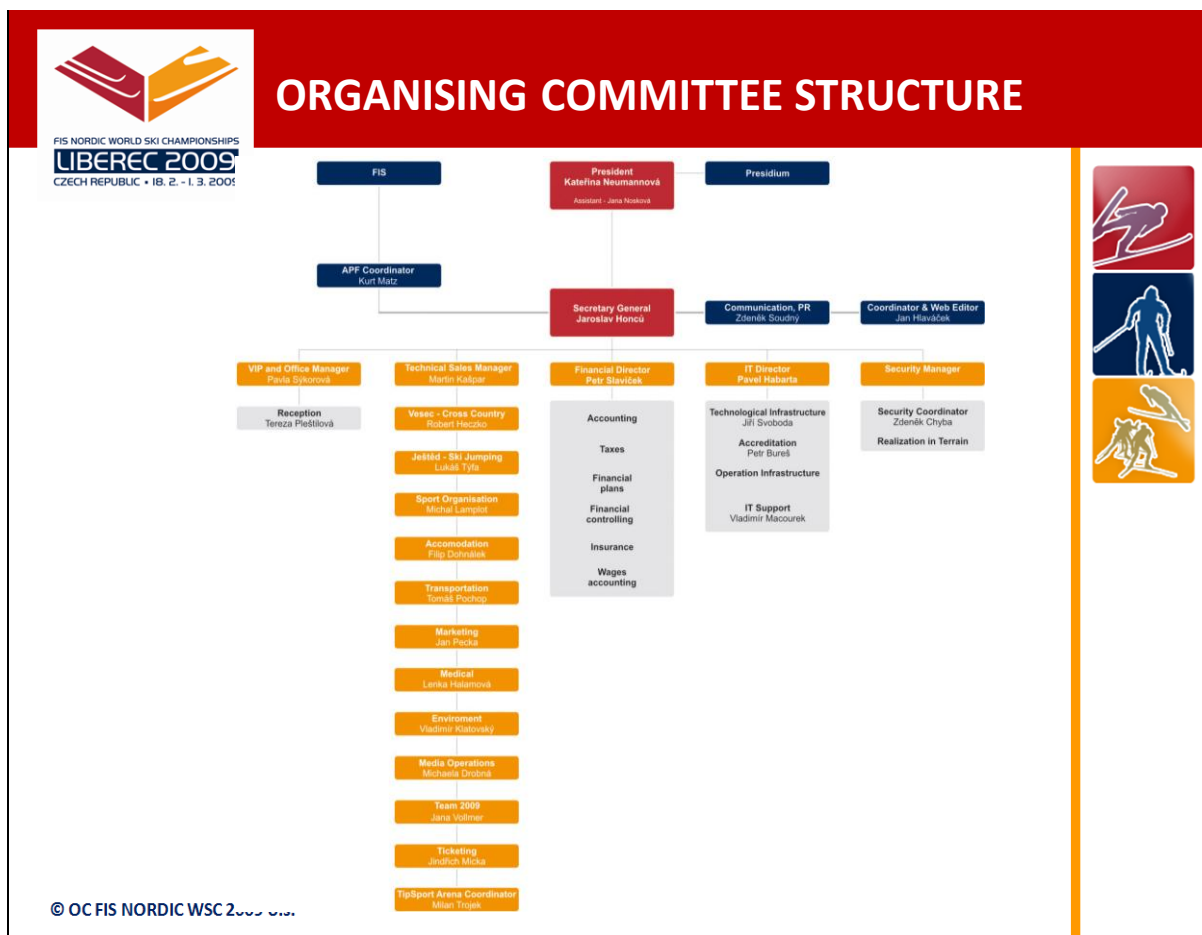 ORGANISING COMMITTEE STRUCTURE
FIS NORDIC WORLD SKI CHAMPIONSHIPS
LIBEREC 2009
CZECH REPUBLIC • 18. 2. - 1. 3. 2009
FIS
President
Kateřina Neumannová
Assistant - Jana Nosková
Presidium
APF Coordinator
Kurt Matz
Secretary General
Jaroslav Honců
Communication, PR
Zdeněk Soudný
Coordinator & Web Editor
Jan Hlaváček
VIP and Office Manager
Pavla Sýkorová
Technical Sales Manager
Martin Kašpar
Financial Director
Petr Slavíček
IT Director
Pavel Habarta
Security Manager
Reception
Tereza Pleštilová
Vesec - Cross Country
Robert Heczko
Ještěd - Ski Jumping
Lukáš Týfa
Sport Organisation
Michal Lamplot
Accomodation
Filip Dohnálek
Transportation
Tomáš Pochop
Marketing
Jan Pecka
Medical
Lenka Halamová
Enviroment
Vladimír Klatovský
Media Operations
Michaela Drobná
Team 2009
Jana Vollmer
Ticketing
Jindřich Micka
TipSport Arena Coordinator
Milan Trojek
Accounting
Taxes
Financial
plans
Financial
controlling
Insurance
Wages
accounting
Technological Infrastructure
Jiří Svoboda
Accreditation
Petr Bureš
Operation Infrastructure
IT Support
Vladimír Macourek
Security Coordinator
Zdeněk Chyba
Realization in Terrain
© OC FIS NORDIC WSC